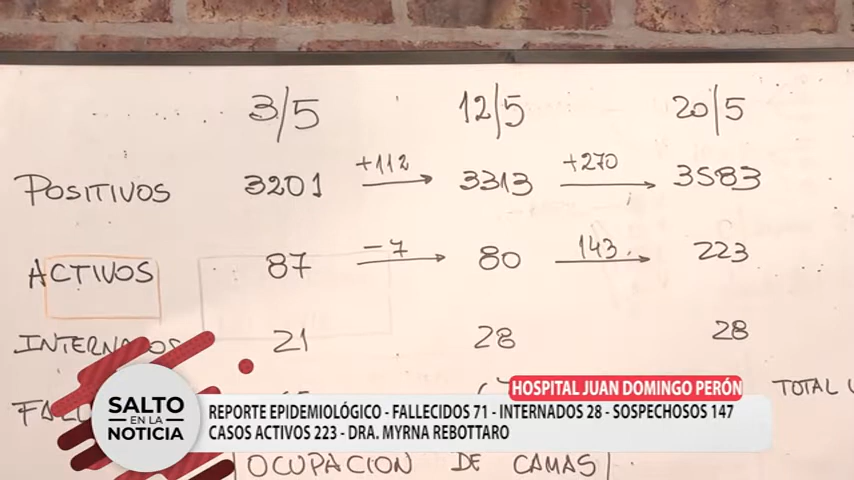 3/5 12/5 20/5
POSITIVOS 3201 +112 3313 +270 3583
ACTIVOS 87 -7 80 143 223
INTERNADOS 21 28 28
TOTAL
HOSPITAL JUAN DOMINGO PERÓN
SALTO
EN LA
NOTICIA
REPORTE EPIDEMIOLÓGICO - FALLECIDOS 71 - INTERNADOS 28 - SOSPECHOSOS 147
CASOS ACTIVOS 223 - DRA. MYRNA REBOTTARO
OCUPACION DE CAMAS